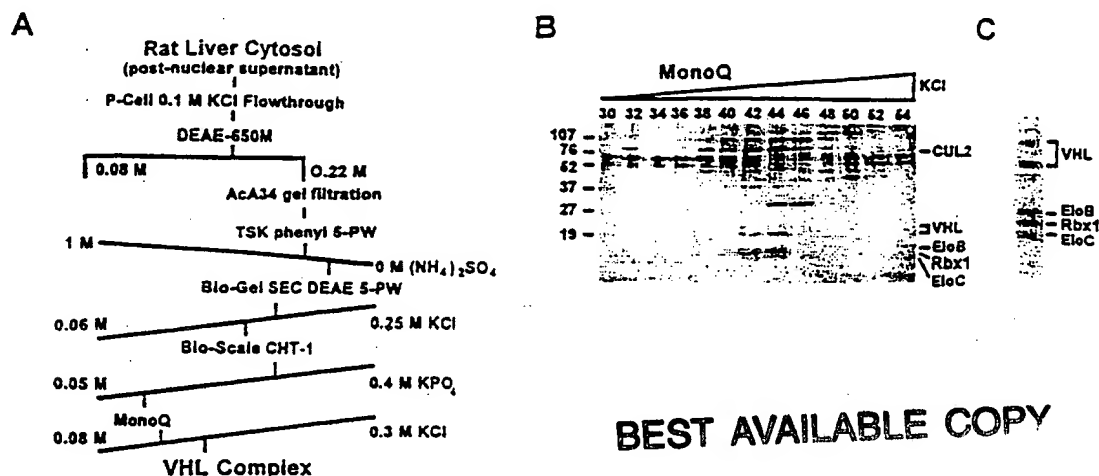 A
Rat Liver Cytosol
(post-nuclear supernatant)
P-Cell 0.1 M KCl Flowthrough
DEAE-650M
0.08 M
0.22 M
AcA34 gel filtration
TSK phenyl 5-PW
1 M
0 M (NH4)2SO4
Bio-Gel SEC DEAE 5-PW
0.06 M
0.25 M KCl
Bio-Scale CHT-1
0.05 M
0.4 M KPO4
MonoQ
0.08 M
0.3 M KCl
VHL Complex
B
MonoQ
KCl
30 32 34 36 38 40 42 44 46 48 50 52 54
107
76
52
37
27
19
CUL2
VHL
EloB
Rbx1
EloC
C
VHL
EloB
Rbx1
EloC
BEST AVAILABLE COPY